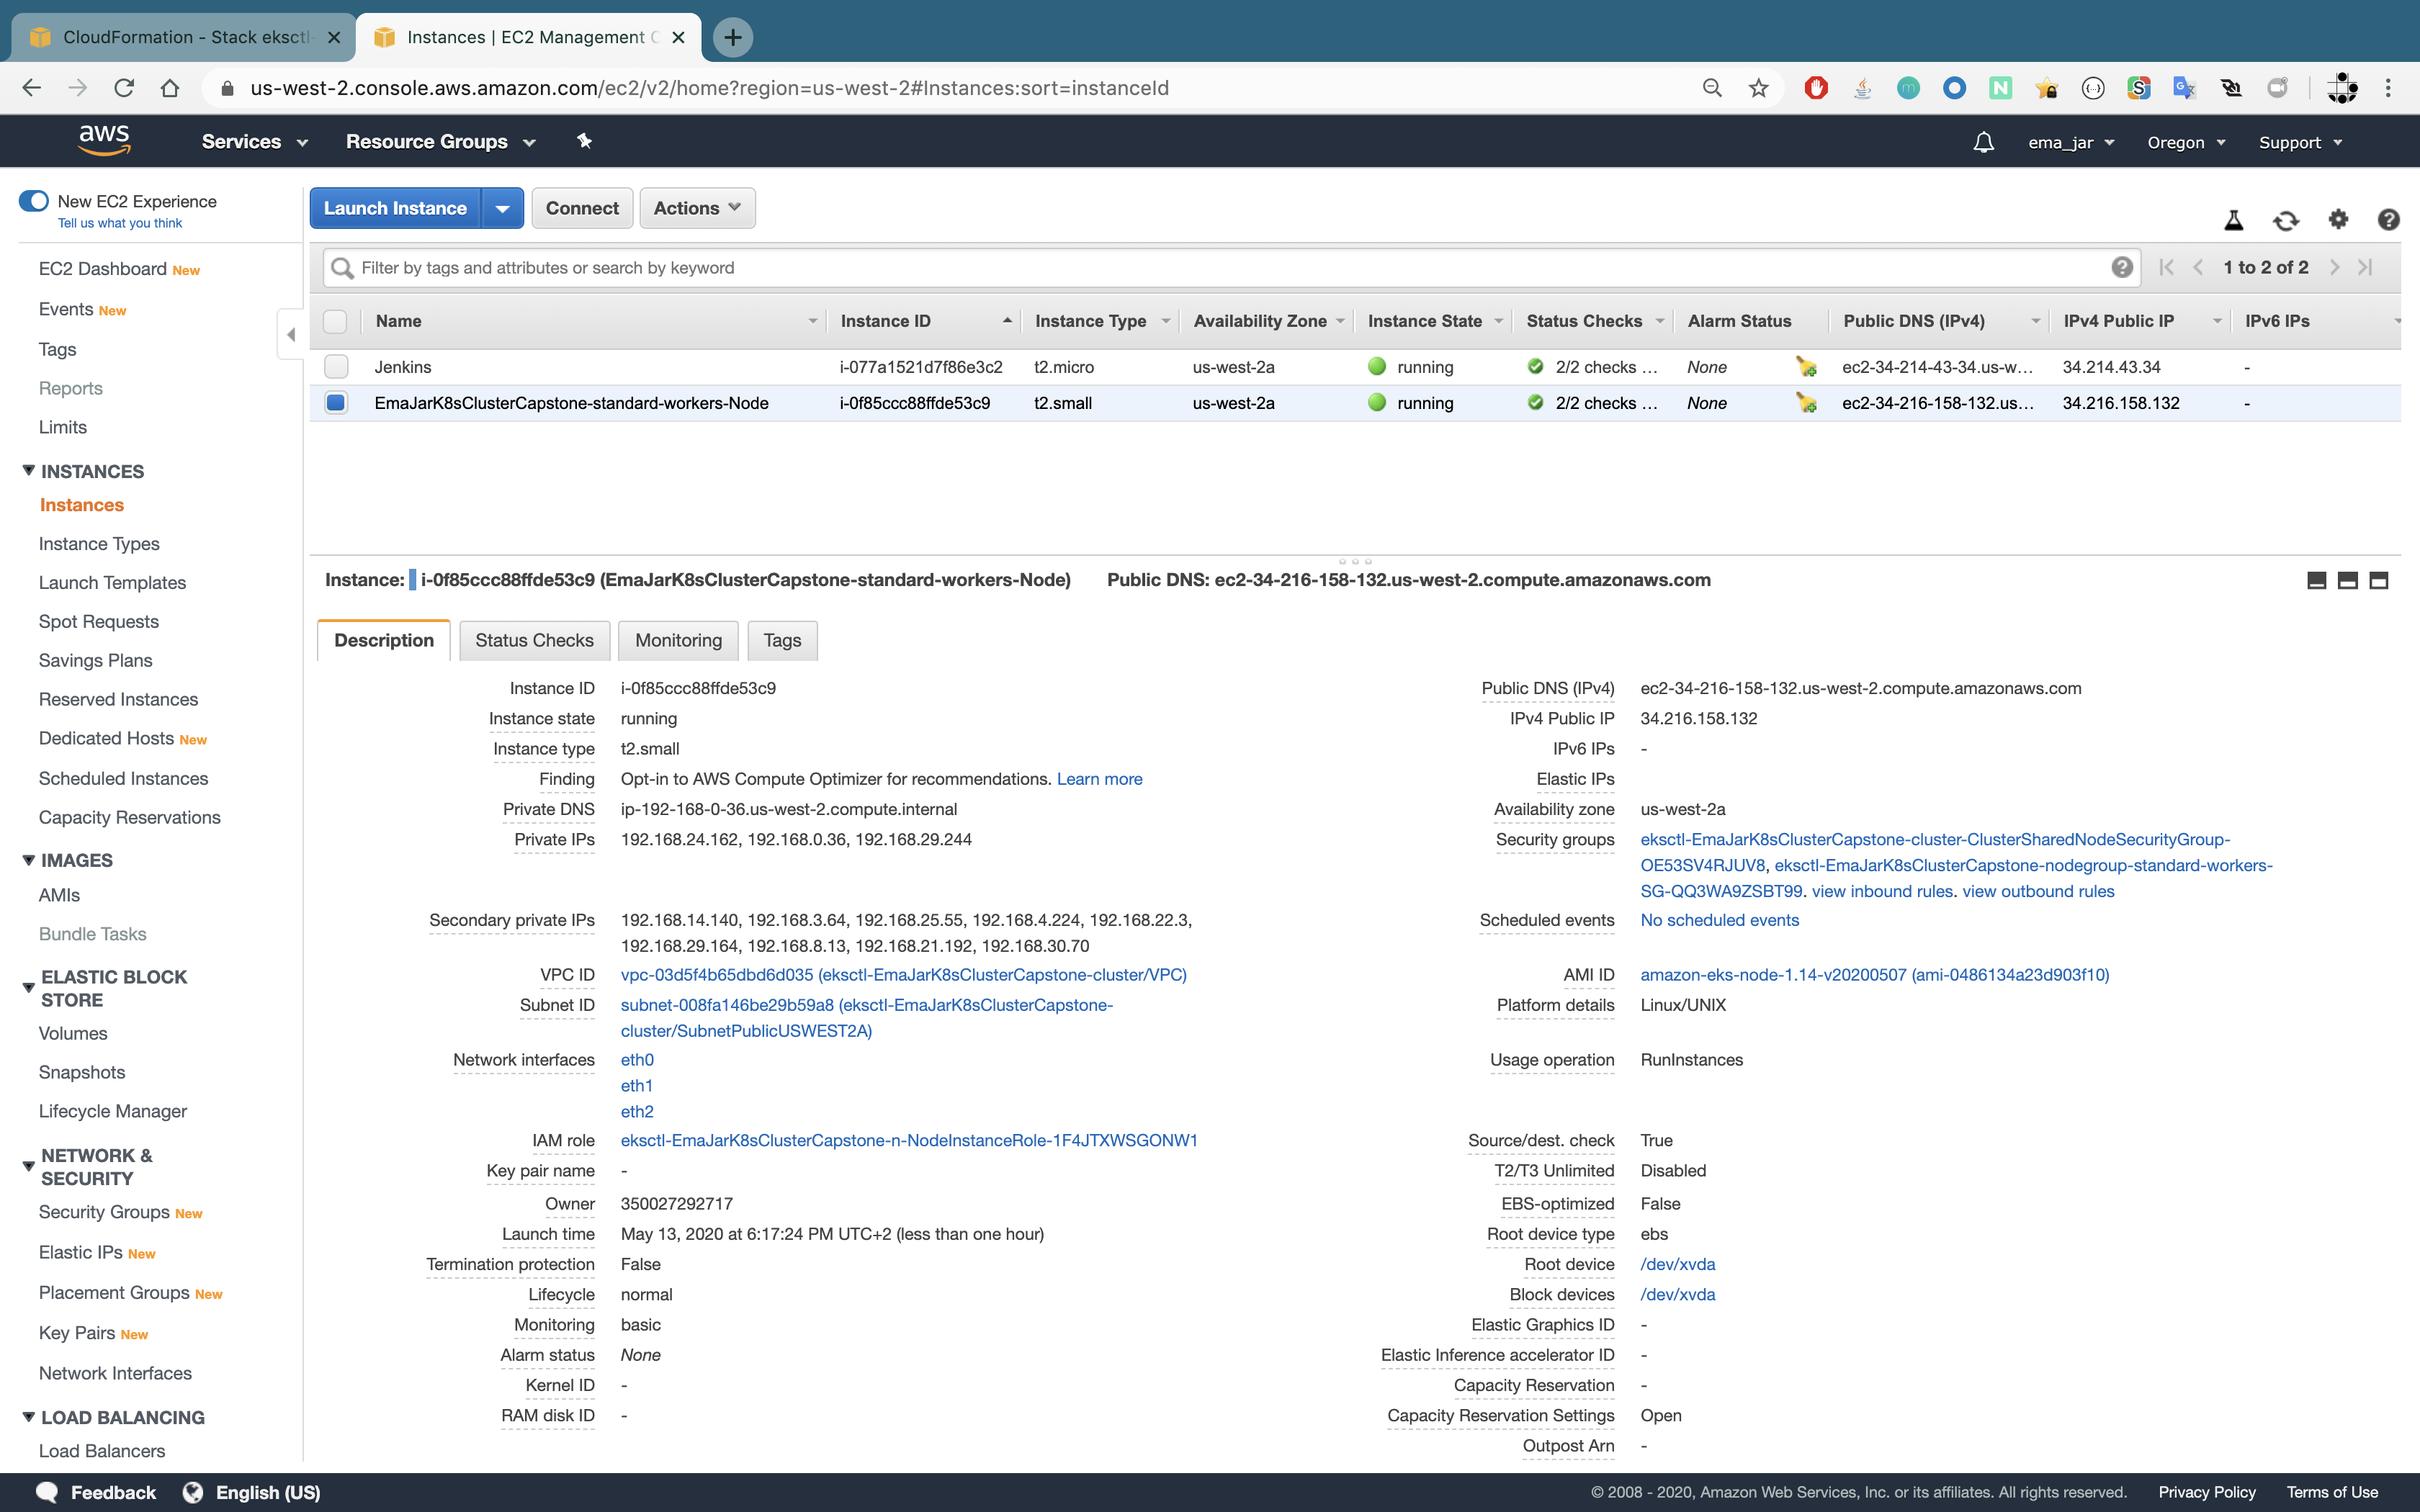 CloudFormation - Stack eksctl-
Instances | EC2 Management C
us-west-2.console.aws.amazon.com/ec2/v2/home?region=us-west-2#Instances:sort=instanceId
aws
Services
Resource Groups
ema_jar
Oregon
Support
New EC2 Experience
Tell us what you think
EC2 Dashboard New
Events New
Tags
Reports
Limits
INSTANCES
Instances
Instance Types
Launch Templates
Spot Requests
Savings Plans
Reserved Instances
Dedicated Hosts New
Scheduled Instances
Capacity Reservations
IMAGES
AMIs
Bundle Tasks
ELASTIC BLOCK
STORE
Volumes
Snapshots
Lifecycle Manager
NETWORK &
SECURITY
Security Groups New
Elastic IPs New
Placement Groups New
Key Pairs New
Network Interfaces
LOAD BALANCING
Load Balancers
Launch Instance
Connect
Actions
Filter by tags and attributes or search by keyword
1 to 2 of 2
Name Instance ID Instance Type Availability Zone Instance State Status Checks Alarm Status Public DNS (IPv4) IPv4 Public IP IPv6 IPs
Jenkins i-077a1521d7f86e3c2 t2.micro us-west-2a running 2/2 checks ... None ec2-34-214-43-34.us-w... 34.214.43.34 -
EmaJarK8sClusterCapstone-standard-workers-Node i-0f85ccc88ffde53c9 t2.small us-west-2a running 2/2 checks ... None ec2-34-216-158-132.us... 34.216.158.132 -
Instance: i-0f85ccc88ffde53c9 (EmaJarK8sClusterCapstone-standard-workers-Node) Public DNS: ec2-34-216-158-132.us-west-2.compute.amazonaws.com
Description
Status Checks
Monitoring
Tags
Instance ID i-0f85ccc88ffde53c9
Instance state running
Instance type t2.small
Finding Opt-in to AWS Compute Optimizer for recommendations. Learn more
Private DNS ip-192-168-0-36.us-west-2.compute.internal
Private IPs 192.168.24.162, 192.168.0.36, 192.168.29.244
Secondary private IPs 192.168.14.140, 192.168.3.64, 192.168.25.55, 192.168.4.224, 192.168.22.3,
192.168.29.164, 192.168.8.13, 192.168.21.192, 192.168.30.70
VPC ID vpc-03d5f4b65dbd6d035 (eksctl-EmaJarK8sClusterCapstone-cluster/VPC)
Subnet ID subnet-008fa146be29b59a8 (eksctl-EmaJarK8sClusterCapstone-
cluster/SubnetPublicUSWEST2A)
Network interfaces eth0
eth1
eth2
IAM role eksctl-EmaJarK8sClusterCapstone-n-NodeInstanceRole-1F4JTXWSGONW1
Key pair name -
Owner 350027292717
Launch time May 13, 2020 at 6:17:24 PM UTC+2 (less than one hour)
Termination protection False
Lifecycle normal
Monitoring basic
Alarm status None
Kernel ID -
RAM disk ID -
Public DNS (IPv4) ec2-34-216-158-132.us-west-2.compute.amazonaws.com
IPv4 Public IP 34.216.158.132
IPv6 IPs -
Elastic IPs
Availability zone us-west-2a
Security groups eksctl-EmaJarK8sClusterCapstone-cluster-ClusterSharedNodeSecurityGroup-
OE53SV4RJUV8, eksctl-EmaJarK8sClusterCapstone-nodegroup-standard-workers-
SG-QQ3WA9ZSBT99. view inbound rules. view outbound rules
Scheduled events No scheduled events
AMI ID amazon-eks-node-1.14-v20200507 (ami-0486134a23d903f10)
Platform details Linux/UNIX
Usage operation RunInstances
Source/dest. check True
T2/T3 Unlimited Disabled
EBS-optimized False
Root device type ebs
Root device /dev/xvda
Block devices /dev/xvda
Elastic Graphics ID -
Elastic Inference accelerator ID -
Capacity Reservation -
Capacity Reservation Settings Open
Outpost Arn -
Feedback
English (US)
© 2008 - 2020, Amazon Web Services, Inc. or its affiliates. All rights reserved.
Privacy Policy
Terms of Use